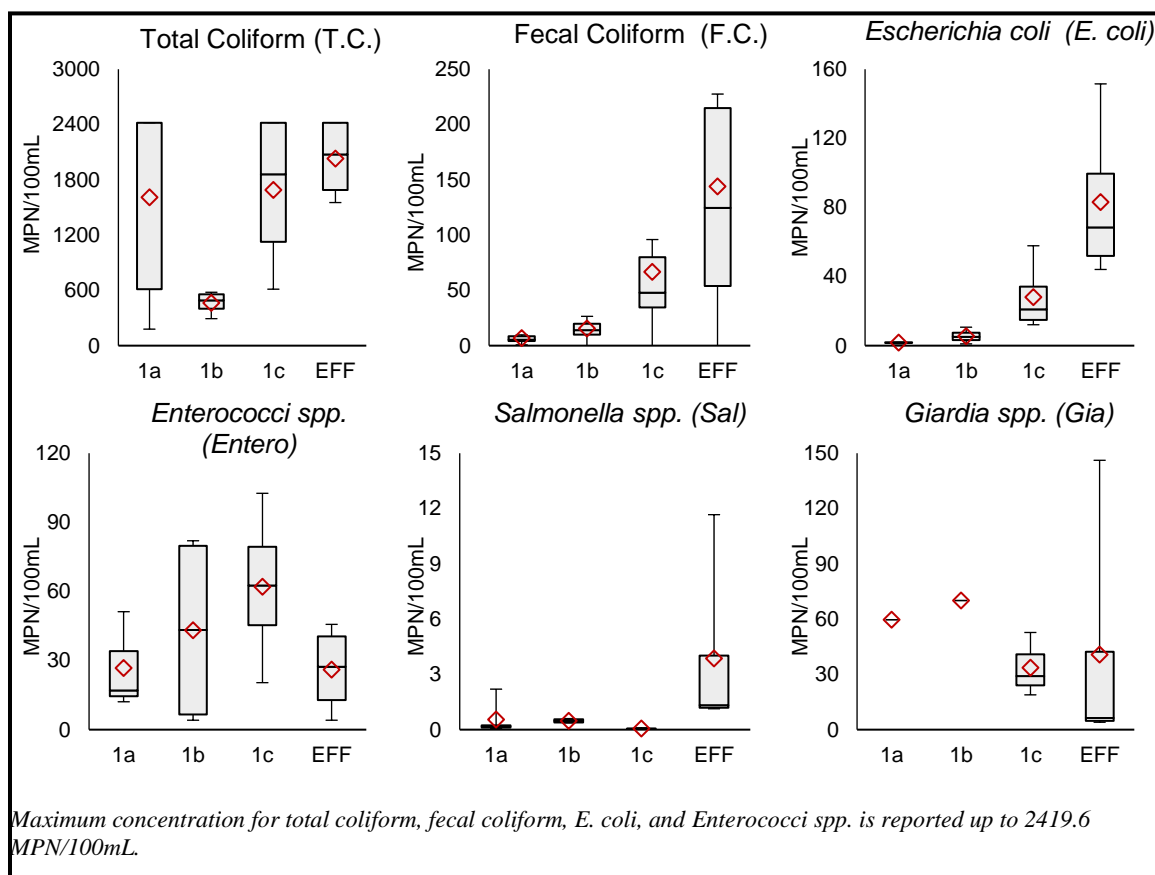 Total Coliform (T.C.)
MPN/100mL
3000
2400
1800
1200
600
0
1a 1b 1c EFF
Fecal Coliform (F.C.)
MPN/100mL
250
200
150
100
50
0
1a 1b 1c EFF
Escherichia coli (E. coli)
MPN/100mL
160
120
80
40
0
1a 1b 1c EFF
Enterococci spp.
(Entero)
MPN/100mL
120
90
60
30
0
1a 1b 1c EFF
Salmonella spp. (Sal)
MPN/100mL
15
12
9
6
3
0
1a 1b 1c EFF
Giardia spp. (Gia)
MPN/100mL
150
120
90
60
30
0
1a 1b 1c EFF
Maximum concentration for total coliform, fecal coliform, E. coli, and Enterococci spp. is reported up to 2419.6
MPN/100mL.